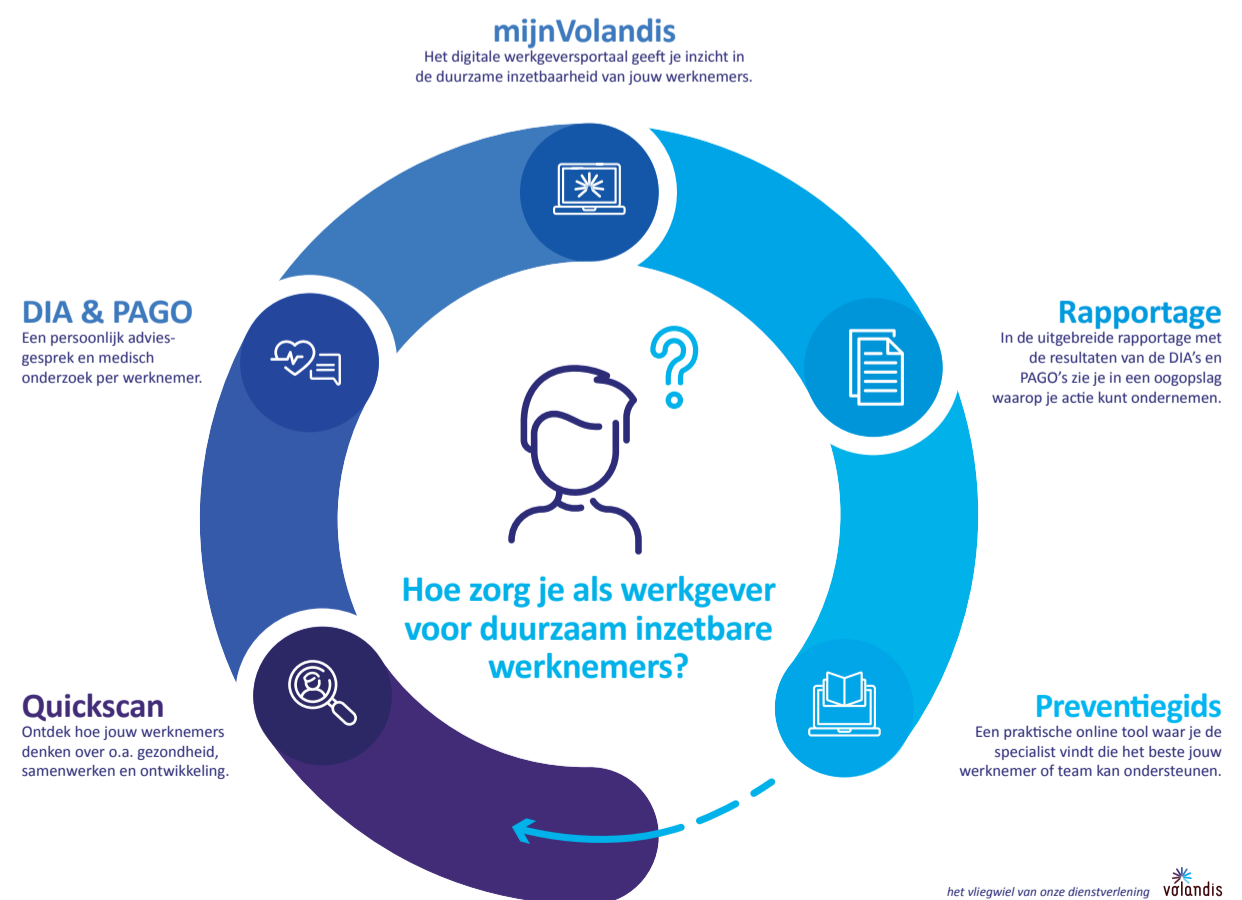 mijnVolandis
Het digitale werkgeversportaal geeft je inzicht in
de duurzame inzetbaarheid van jouw werknemers.
DIA & PAGO
Een persoonlijk advies-
gesprek en medisch
onderzoek per werknemer.
Rapportage
In de uitgebreide rapportage met
de resultaten van de DIA's en
PAGO's zie je in een oogopslag
waarop je actie kunt ondernemen.
Hoe zorg je als werkgever
voor duurzaam inzetbare
werknemers?
Quickscan
Ontdek hoe jouw werknemers
denken over o.a. gezondheid,
samenwerken en ontwikkeling.
Preventiegids
Een praktische online tool waar je de
specialist vindt die het beste jouw
werknemer of team kan ondersteunen.
het vliegwiel van onze dienstverlening
volandis